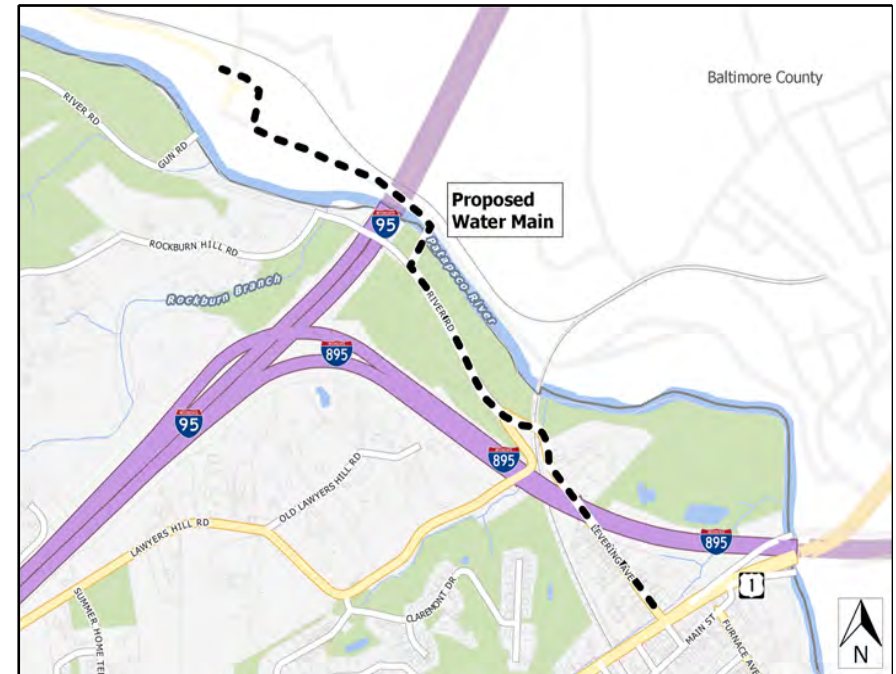 Baltimore County
RIVER RD
GUN RD
Proposed
Water Main
95
ROCKBURN HILL RD
Patapsco River
Rockburn Branch
RIVER RD
895
95
895
OLD LAWYERS HILL RD
LAWYERS HILL RD
LEVERING AVE
895
CLAREMONT DR
1
SUMMER HOME TE
MAIN ST
FURNACE AVE
N